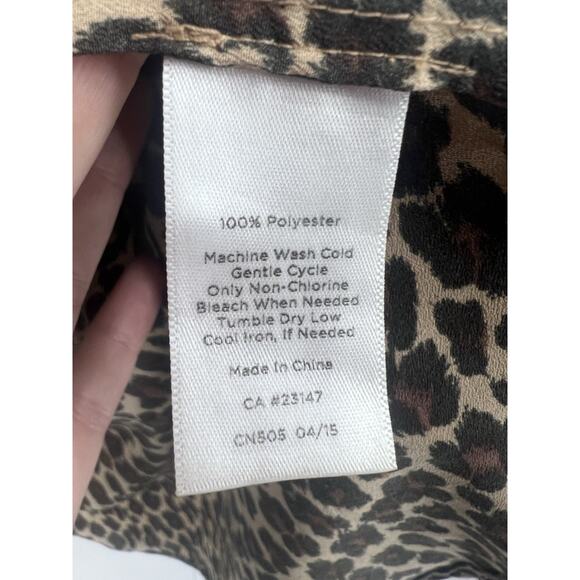 100% Polyester
Machine Wash Cold
Gentle Cycle
Only Non-Chlorine
Bleach When Needed
Tumble Dry Low
Cool Iron, If Needed
Made In China
CA #23147
CN505 04/15